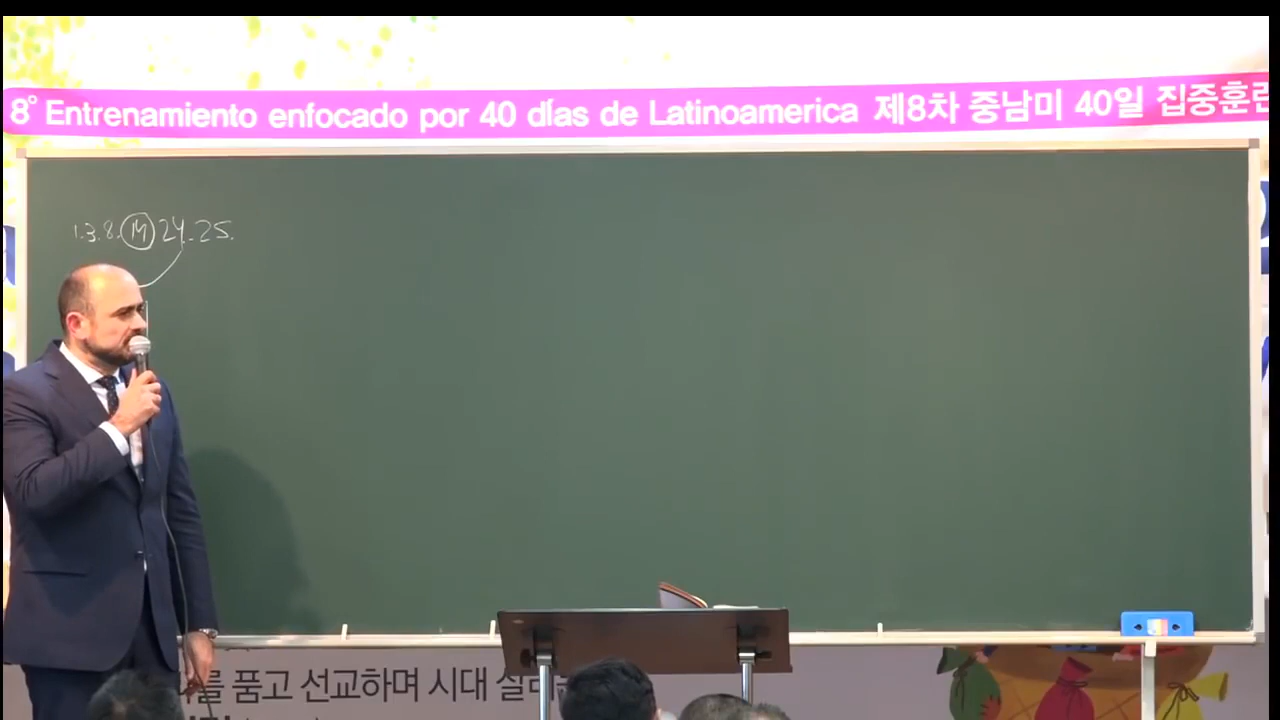 8° Entrenamiento enfocado por 40 días de Latinoamerica 제8차 중남미 40일 집중훈련
1.3.8.14 24.25.
를 품고 선교하며 시대 살리는